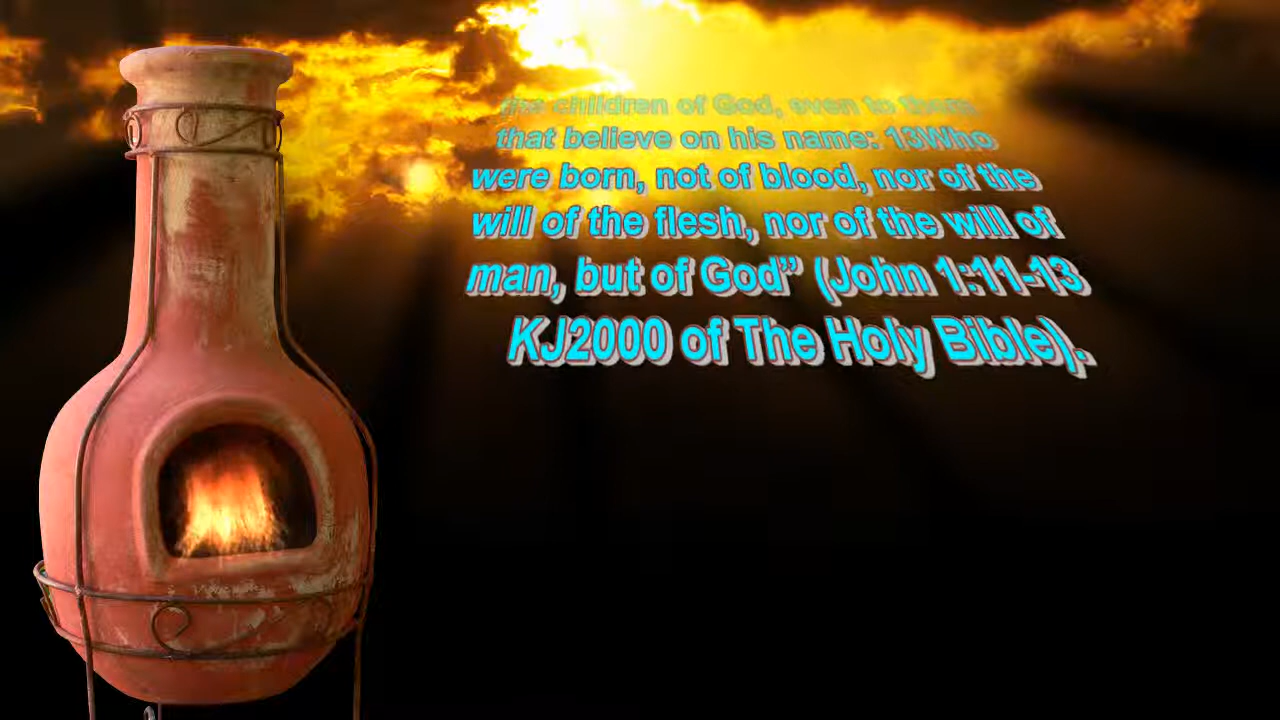 the children of God, even to them
that believe on his name: 13Who
were born, not of blood, nor of the
will of the flesh, nor of the will of
man, but of God” (John 1:11-13
KJ2000 of The Holy Bible).